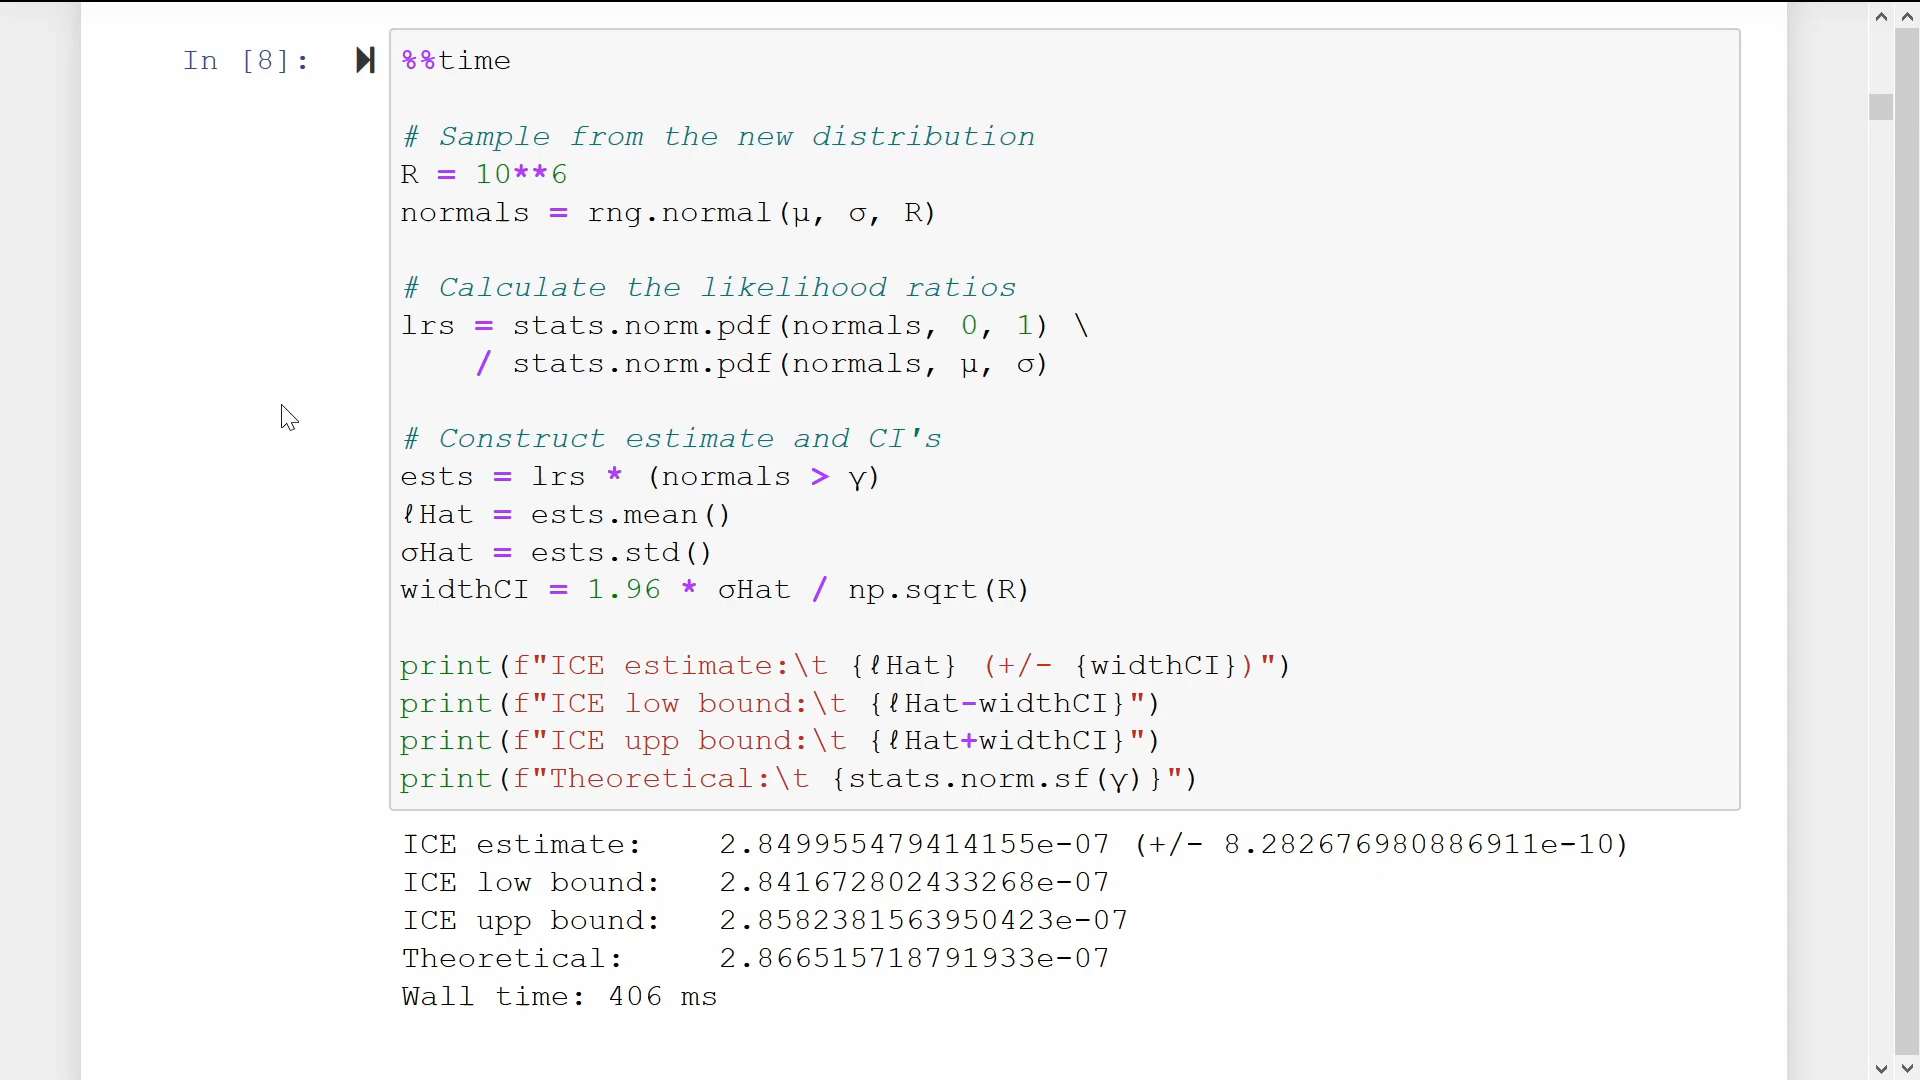 In [8]:
%%time
# Sample from the new distribution
R = 10**6
normals = rng.normal(μ, σ, R)
# Calculate the likelihood ratios
lrs = stats.norm.pdf(normals, 0, 1) \
/ stats.norm.pdf(normals, μ, σ)
# Construct estimate and CI's
ests = lrs * (normals > γ)
ℓHat = ests.mean()
σHat = ests.std()
widthCI = 1.96 * σHat / np.sqrt(R)
print(f"ICE estimate:\t {ℓHat} (+/- {widthCI})")
print(f"ICE low bound:\t {ℓHat-widthCI}")
print(f"ICE upp bound:\t {ℓHat+widthCI}")
print(f"Theoretical:\t {stats.norm.sf(γ)}")
ICE estimate: 2.849955479414155e-07 (+/- 8.282676980886911e-10)
ICE low bound: 2.841672802433268e-07
ICE upp bound: 2.8582381563950423e-07
Theoretical: 2.866515718791933e-07
Wall time: 406 ms